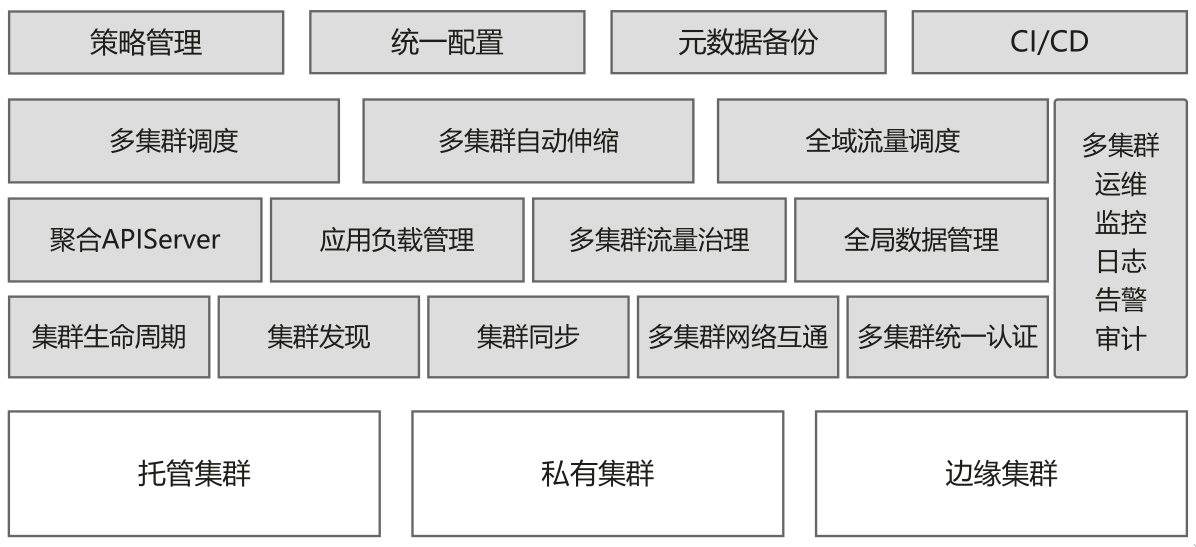 策略管理
统一配置
元数据备份
CI/CD
多集群调度
多集群自动伸缩
全域流量调度
聚合APIServer
应用负载管理
多集群流量治理
全局数据管理
集群生命周期
集群发现
集群同步
多集群网络互通
多集群统一认证
多集群
运维
监控
日志
告警
审计
托管集群
私有集群
边缘集群